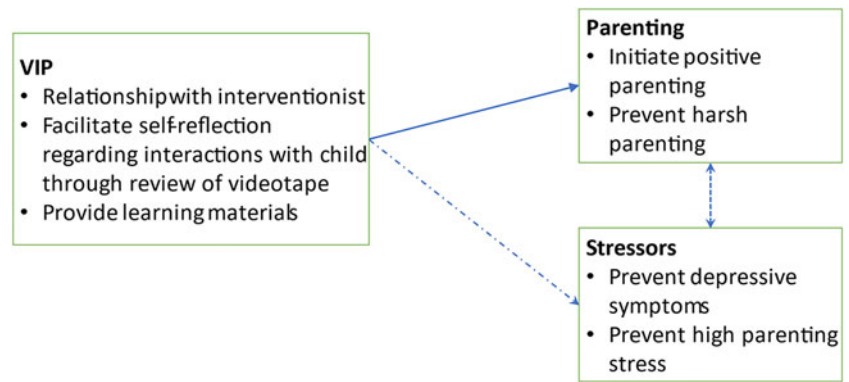 VIP
• Relationship with interventionist
• Facilitate self-reflection
regarding interactions with child
through review of videotape
• Provide learning materials
Parenting
• Initiate positive
parenting
• Prevent harsh
parenting
Stressors
• Prevent depressive
symptoms
• Prevent high parenting
stress